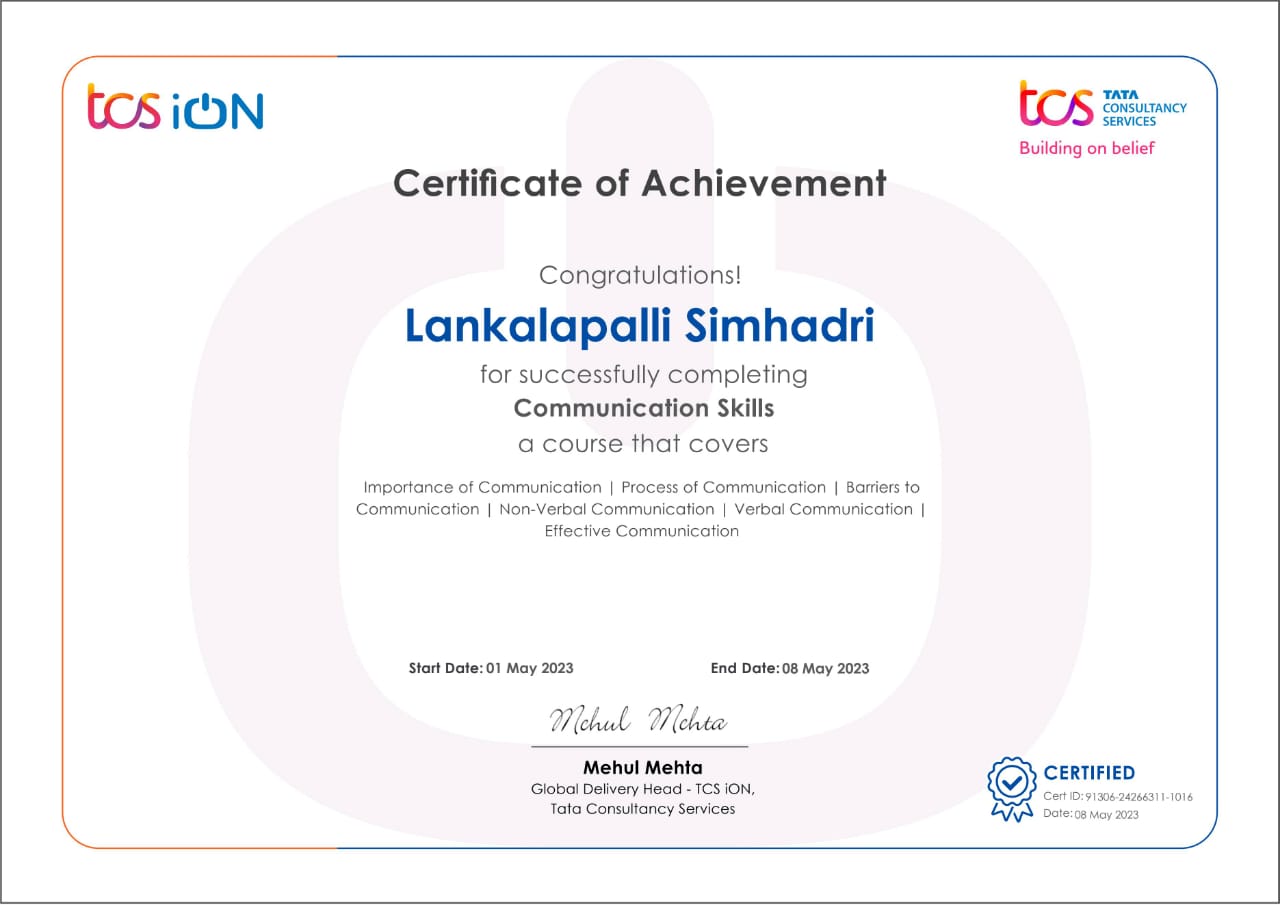 tcs iON
tcs TATA
CONSULTANCY
SERVICES
Building on belief
Certificate of Achievement
Congratulations!
Lankalapalli Simhadri
for successfully completing
Communication Skills
a course that covers
Importance of Communication | Process of Communication | Barriers to
Communication | Non-Verbal Communication | Verbal Communication |
Effective Communication
Start Date: 01 May 2023
End Date: 08 May 2023
Mehul Mehta
Mehul Mehta
Global Delivery Head - TCS iON,
Tata Consultancy Services
CERTIFIED
Cert ID: 91306-24266311-1016
Date: 08 May 2023